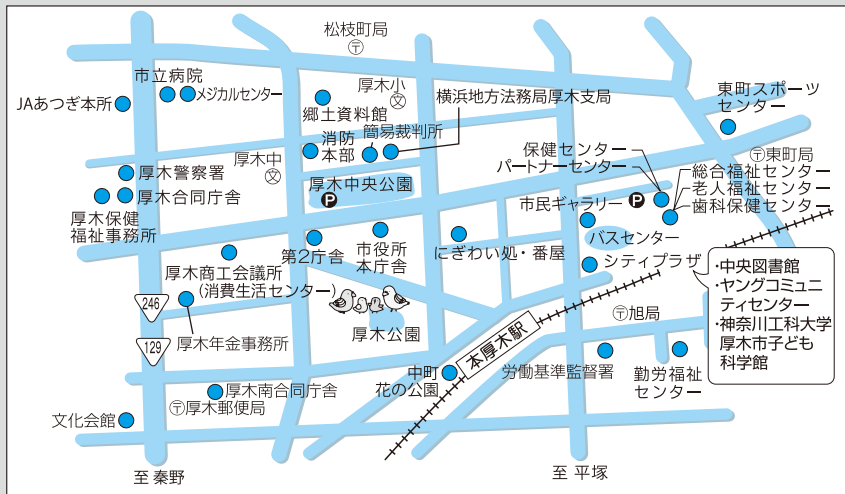 松枝町局
〒
市立病院
メジカルセンター
JAあつぎ本所
厚木小
文
郷土資料館
横浜地方法務局厚木支局
東町スポーツ
センター
消防
本部
簡易裁判所
厚木中
文
保健センター
パートナーセンター
〒東町局
総合福祉センター
老人福祉センター
歯科保健センター
厚木警察署
厚木合同庁舎
厚木中央公園
P
厚木保健
福祉事務所
市民ギャラリー
P
バスセンター
第2庁舎
市役所
本庁舎
にぎわい処・番屋
厚木商工会議所
(消費生活センター)
シティプラザ
・中央図書館
・ヤングコミュニ
ティセンター
・神奈川工科大学
厚木市子ども
科学館
246
129
厚木年金事務所
厚木公園
本厚木駅
〒旭局
中町
花の公園
労働基準監督署
勤労福祉
センター
厚木南合同庁舎
〒厚木郵便局
文化会館
至 秦野
至 平塚